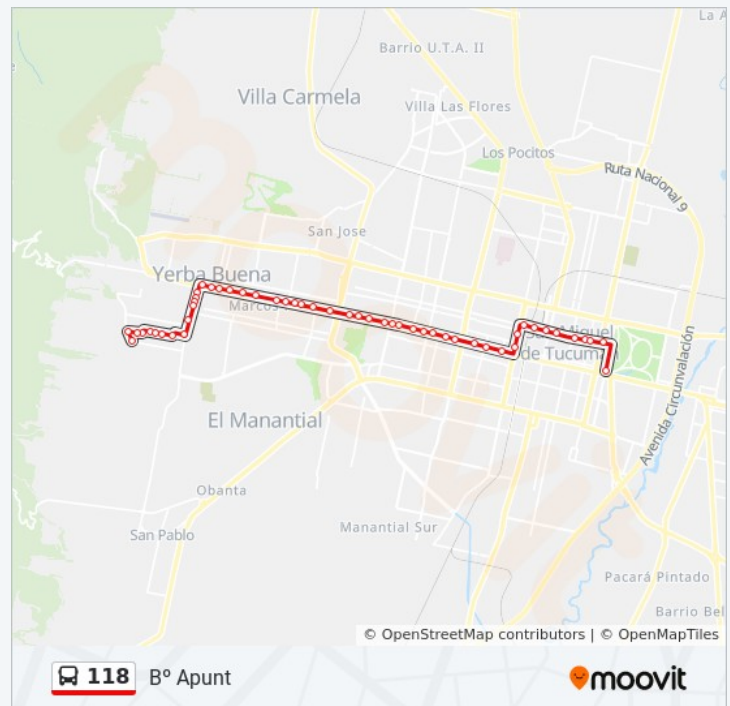 La A
Barrio U.T.A. II
Villa Carmela
Villa Las Flores
Los Pocitos
Ruta Nacional 9
San Jose
Yerba Buena
Marcos
San Miguel
de Tucumán
Avenida Circunvalación
El Manantial
Obanta
Manantial Sur
San Pablo
Pacará Pintado
Barrio Bel
© OpenStreetMap contributors | © OpenMapTiles
118 Bº Apunt
moovit